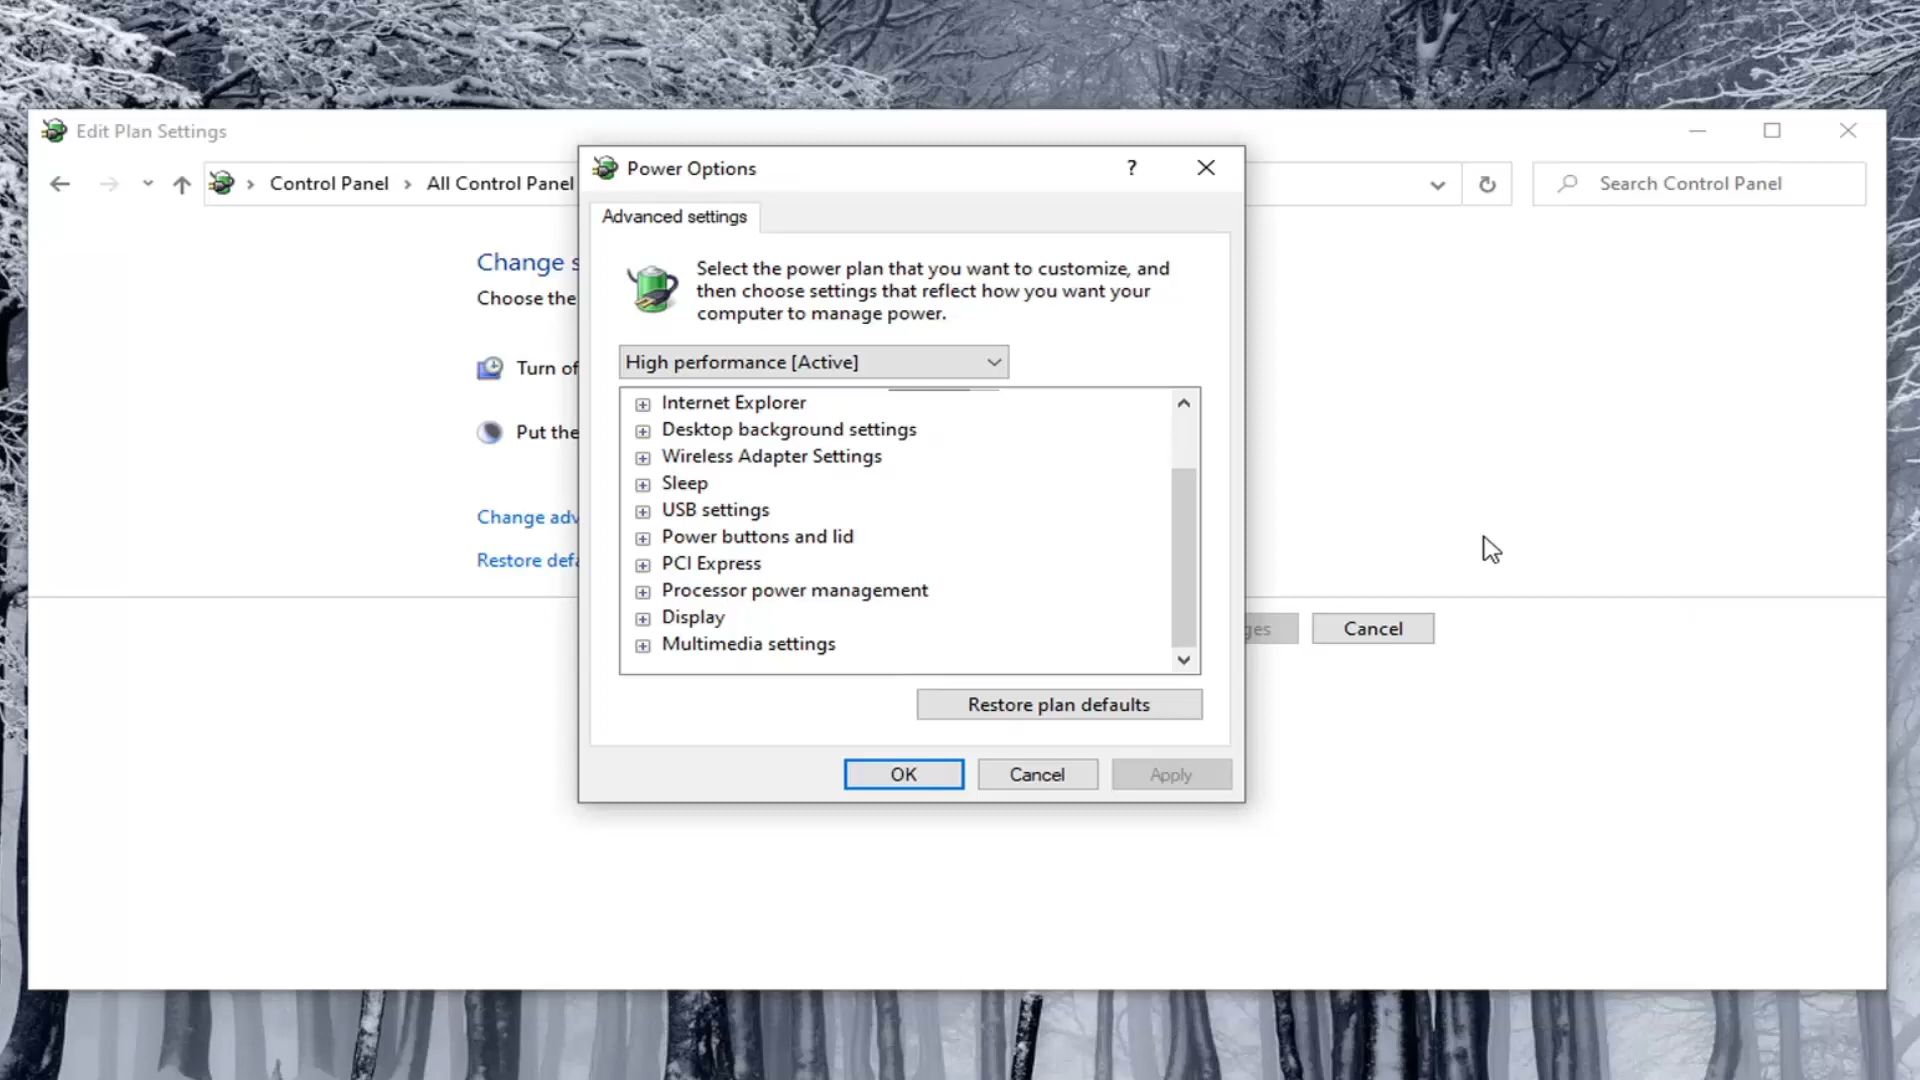 Edit Plan Settings
Control Panel
All Control Panel
Search Control Panel
Change s
Choose the
Turn of
Put the
Change adv
Restore defa
Power Options
?
Advanced settings
Select the power plan that you want to customize, and
then choose settings that reflect how you want your
computer to manage power.
High performance [Active]
Internet Explorer
Desktop background settings
Wireless Adapter Settings
Sleep
USB settings
Power buttons and lid
PCI Express
Processor power management
Display
Multimedia settings
Restore plan defaults
OK
Cancel
Apply
ges
Cancel